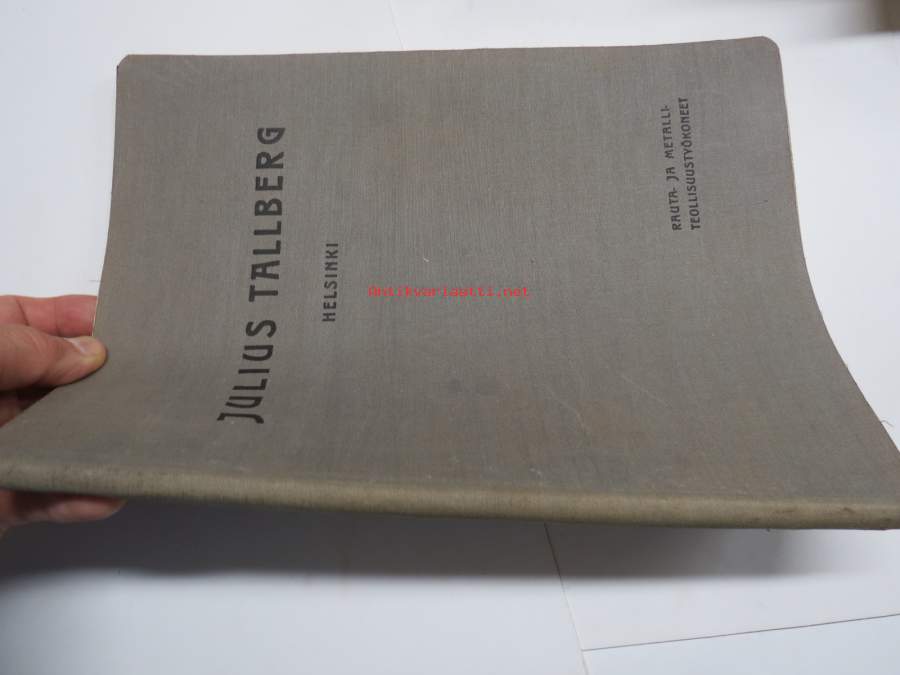 JULIUS TALLBERG
HELSINKI
RAUTA- JA METALLI-
TEOLLISUUSTYÖKONEET
Antikvariaatti.net